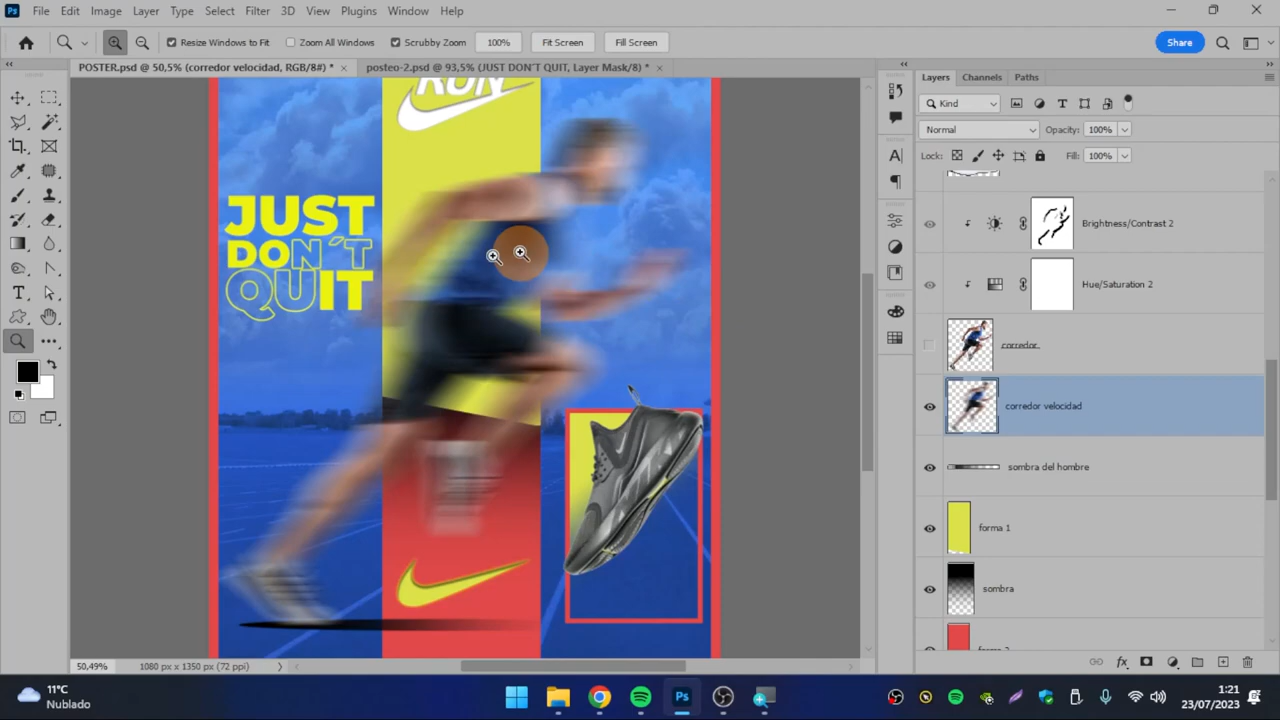 Ps File Edit Image Layer Type Select Filter 3D View Plugins Window Help
Resize Windows to Fit Zoom All Windows Scrubby Zoom 100% Fit Screen Fill Screen Share
POSTER.psd @ 50,5% (corredor velocidad, RGB/8#) * × posteo-2.psd @ 93,5% (JUST DON'T QUIT, Layer Mask/8) * ×
RUN
JUST
DON´T
QUIT
Layers Channels Paths
Kind
Normal Opacity: 100%
Lock: Fill: 100%
Brightness/Contrast 2
Hue/Saturation 2
corredor
corredor velocidad
sombra del hombre
forma 1
sombra
50,49% 1080 px x 1350 px (72 ppi)
11°C
Nublado
Ps
1:21
23/07/2023